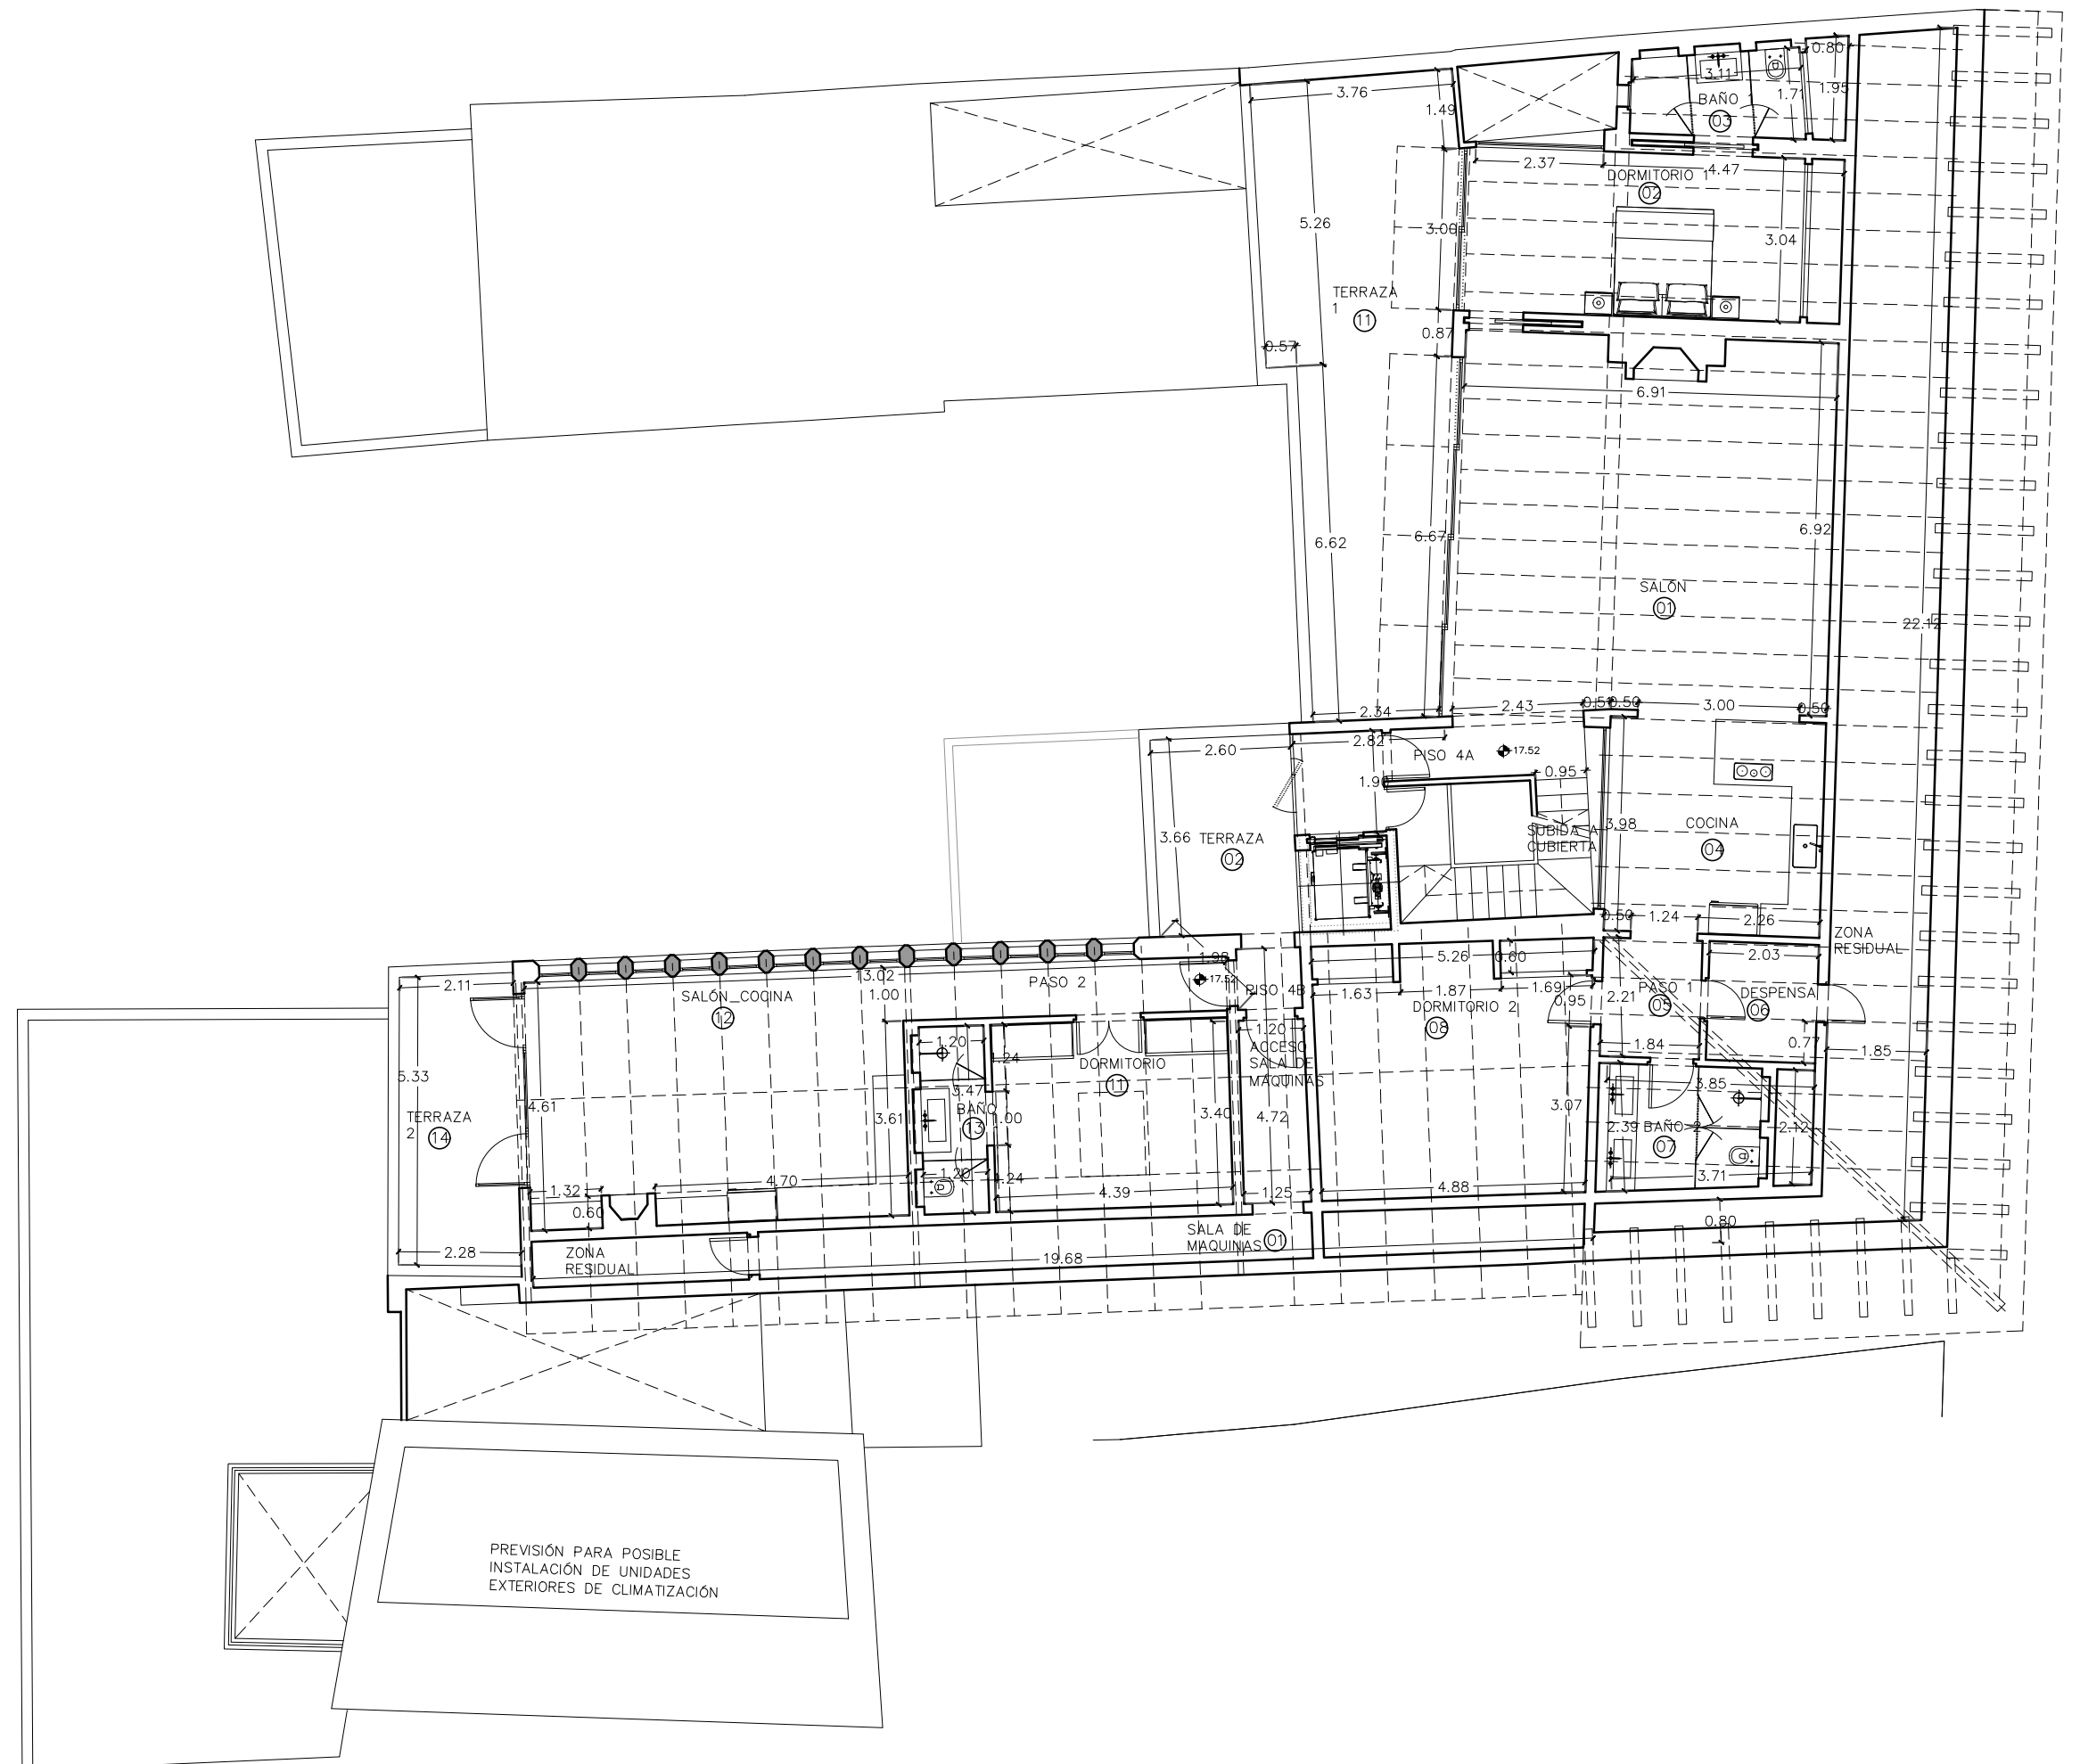 0.80
3.11
3.76
1.49
1.71
1.95
BAÑO 1
03
2.37
4.47
DORMITORIO 1
02
5.26
3.00
3.04
TERRAZA
1
11
0.87
0.57
6.91
6.62
6.67
6.92
SALÓN
01
22.12
2.34
2.43
0.50
3.00
0.50
2.60
2.82
PISO 4A
17.52
1.90
0.95
3.66
TERRAZA
02
SUBIDA A
CUBIERTA
3.98
COCINA
04
0.50
1.24
2.26
ZONA
RESIDUAL
1.95
5.26
0.60
2.03
2.11
13.02
1.00
PASO 2
17.52
PISO 4B
SALÓN_COCINA
12
1.63
1.87
1.69
0.95
DORMITORIO 2
08
2.21
PASO 1
05
DESPENSA
06
1.20
1.20
ACCESO
SALA DE
MAQUINAS
1.84
0.77
1.85
5.33
4.61
1.24
DORMITORIO
11
3.47
BAÑO
13
1.00
3.61
3.40
4.72
3.07
3.85
2.39
BAÑO 2
07
2.12
TERRAZA
2
14
1.32
0.60
4.70
1.20
1.24
4.39
1.25
4.88
3.71
0.80
2.28
ZONA
RESIDUAL
SALA DE
MAQUINAS
01
19.68
PREVISIÓN PARA POSIBLE
INSTALACIÓN DE UNIDADES
EXTERIORES DE CLIMATIZACIÓN